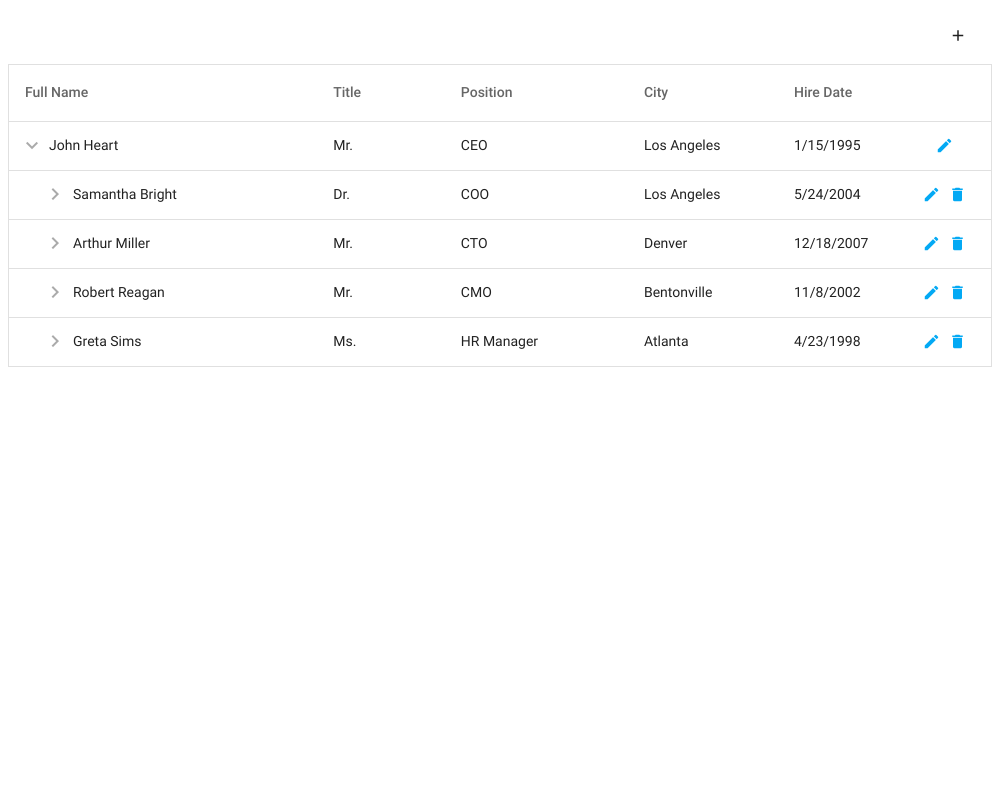 Full Name Title Position City Hire Date
John Heart Mr. CEO Los Angeles 1/15/1995
Samantha Bright Dr. COO Los Angeles 5/24/2004
Arthur Miller Mr. CTO Denver 12/18/2007
Robert Reagan Mr. CMO Bentonville 11/8/2002
Greta Sims Ms. HR Manager Atlanta 4/23/1998